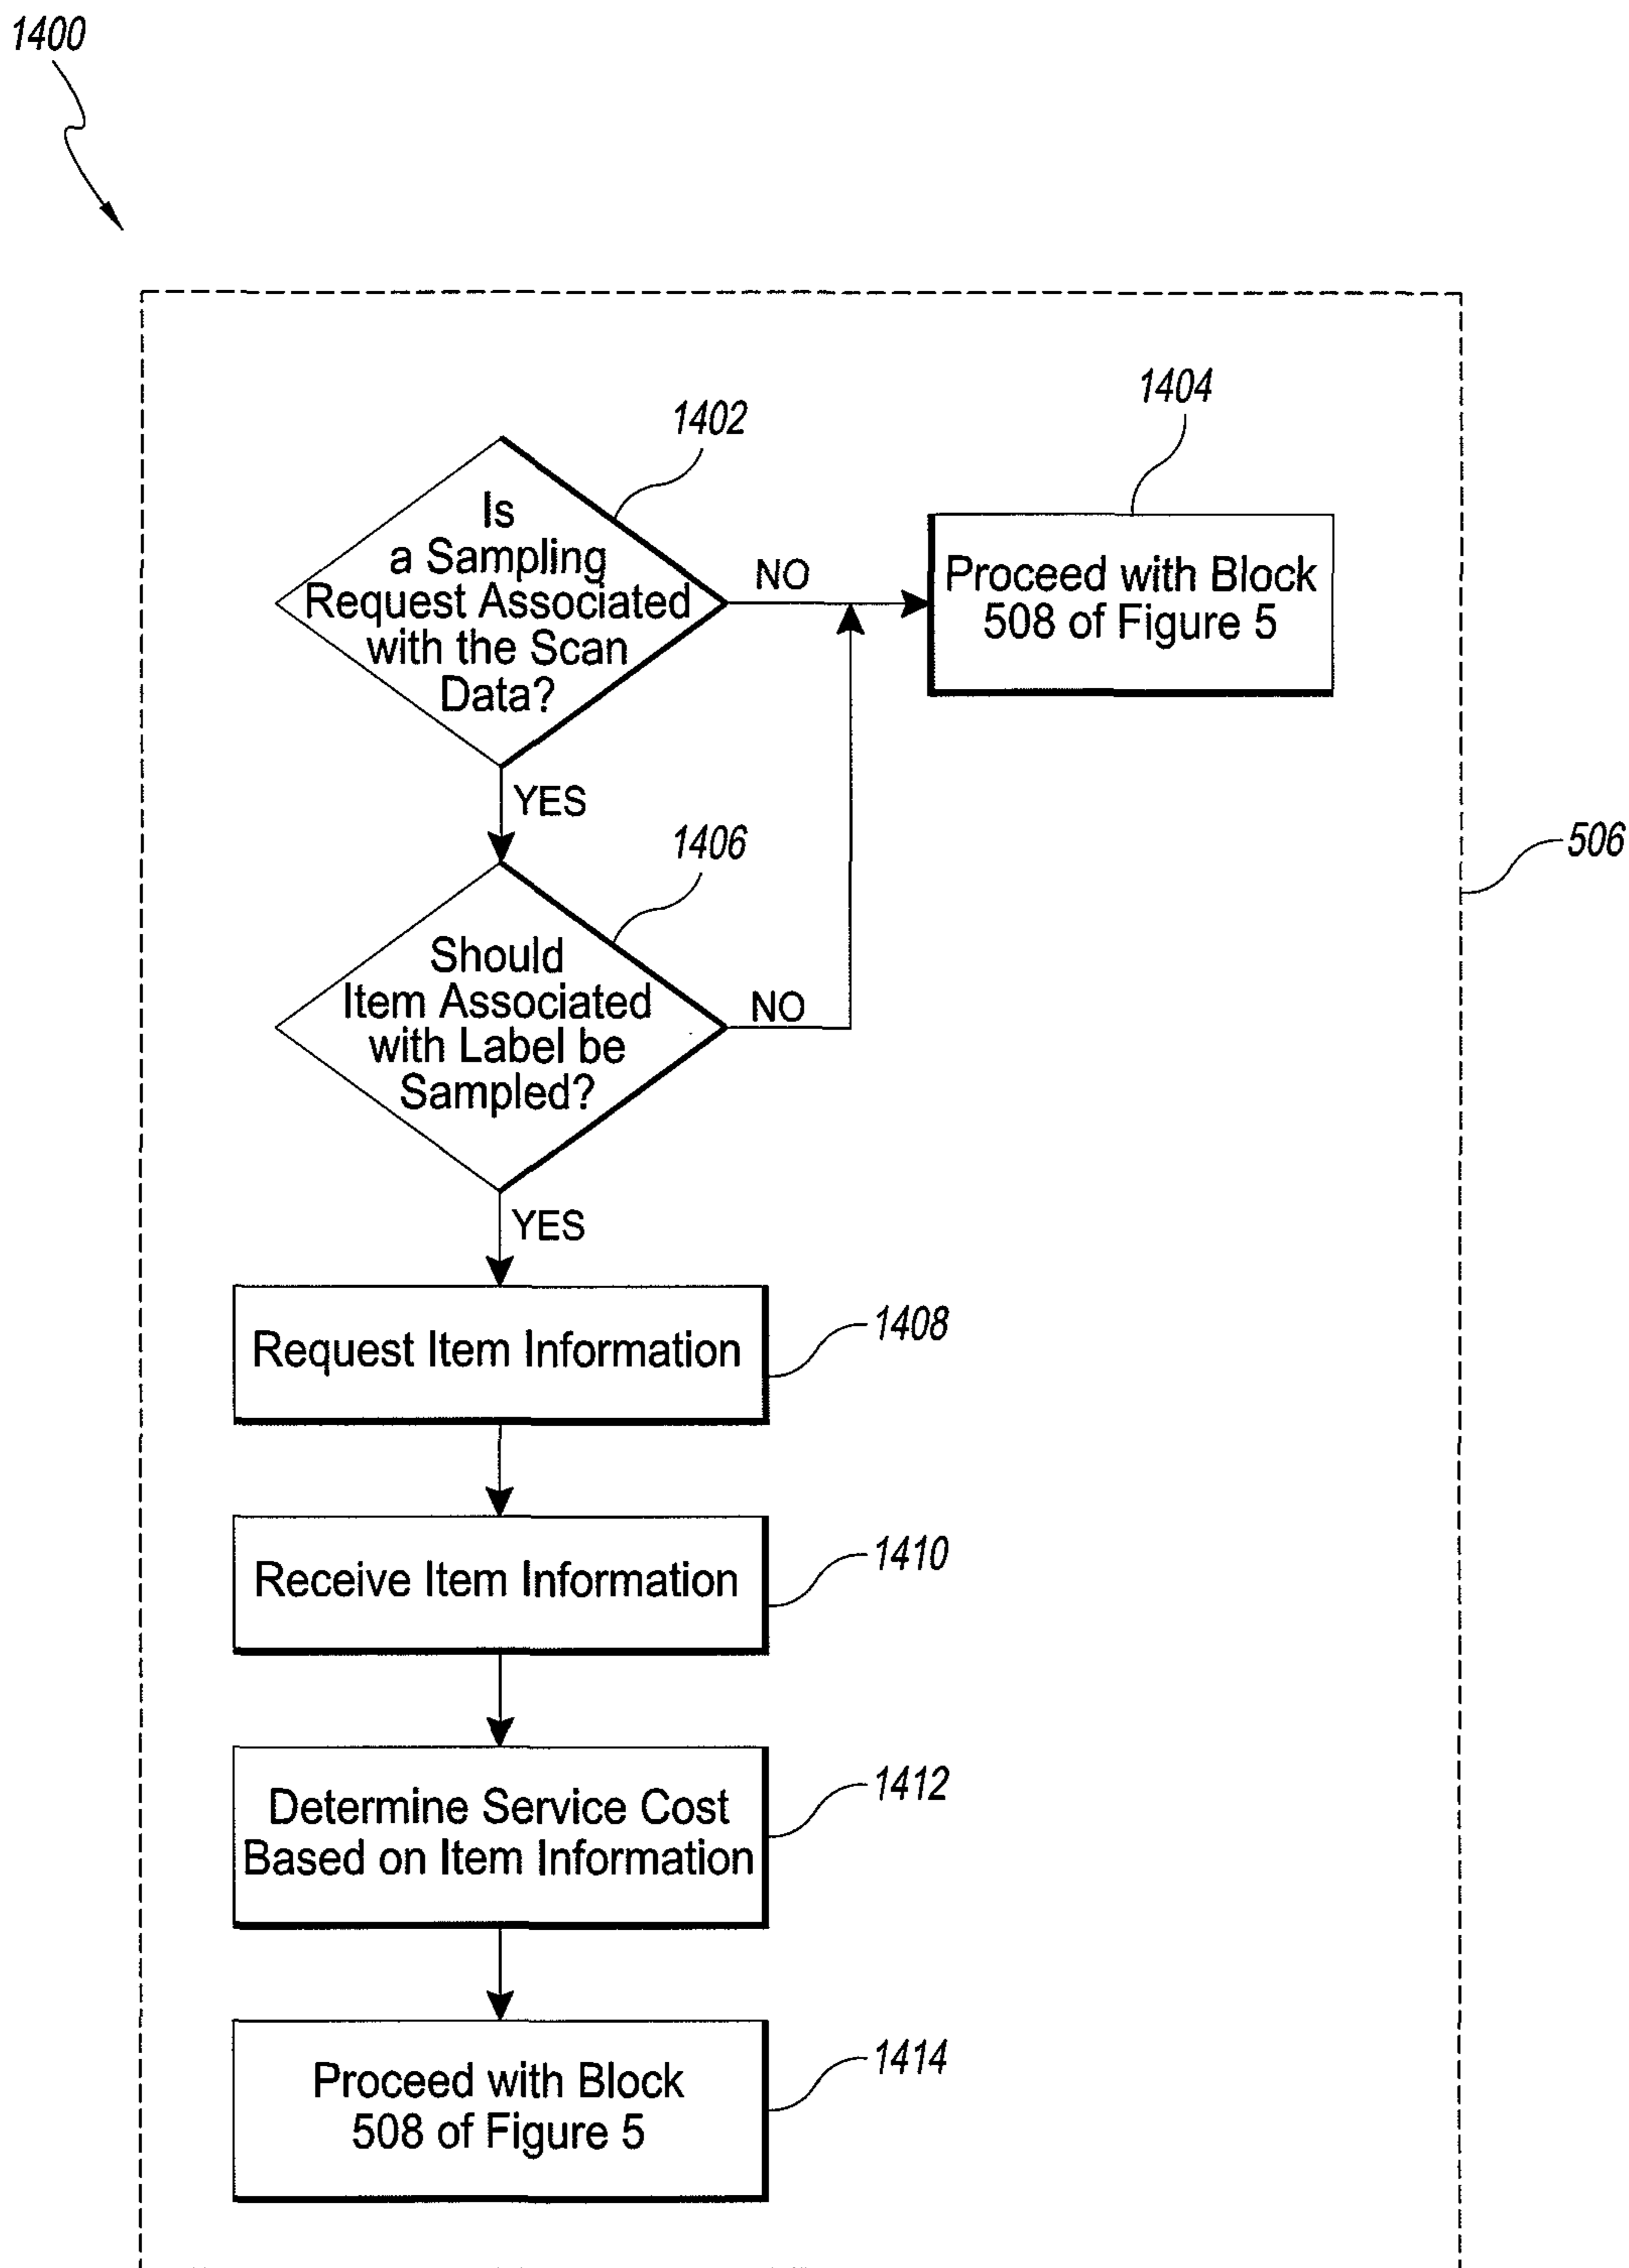 1400
1402
1404
Is
a Sampling
Request Associated
with the Scan
Data?
NO
Proceed with Block
508 of Figure 5
YES
1406
506
Should
Item Associated
with Label be
Sampled?
NO
YES
Request Item Information
1408
Receive Item Information
1410
Determine Service Cost
Based on Item Information
1412
Proceed with Block
508 of Figure 5
1414